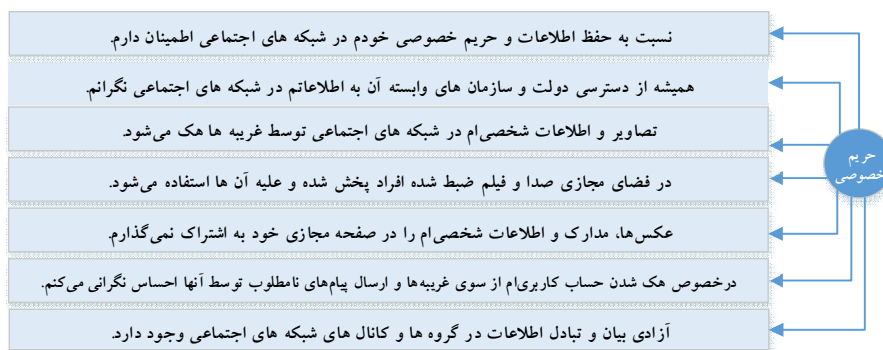 نسبت به حفظ اطلاعات و حریم خصوصی خودم در شبکه های اجتماعی اطمینان دارم.
همیشه از دسترسی دولت و سازمان های وابسته آن به اطلاعاتم در شبکه های اجتماعی نگرانم.
تصاویر و اطلاعات شخصی‌ام در شبکه های اجتماعی توسط غریبه ها هک می‌شود.
حریم
خصوصی
در فضای مجازی صدا و فیلم ضبط شده افراد پخش شده و علیه آن ها استفاده می‌شود.
عکس‌ها، مدارک و اطلاعات شخصی‌ام را در صفحه مجازی خود به اشتراک نمی‌گذارم.
درخصوص هک شدن حساب کاربری‌ام از سوی غریبه‌ها و ارسال پیام‌های نامطلوب توسط آنها احساس نگرانی می‌کنم.
آزادی بیان و تبادل اطلاعات در گروه ها و کانال های شبکه های اجتماعی وجود دارد.